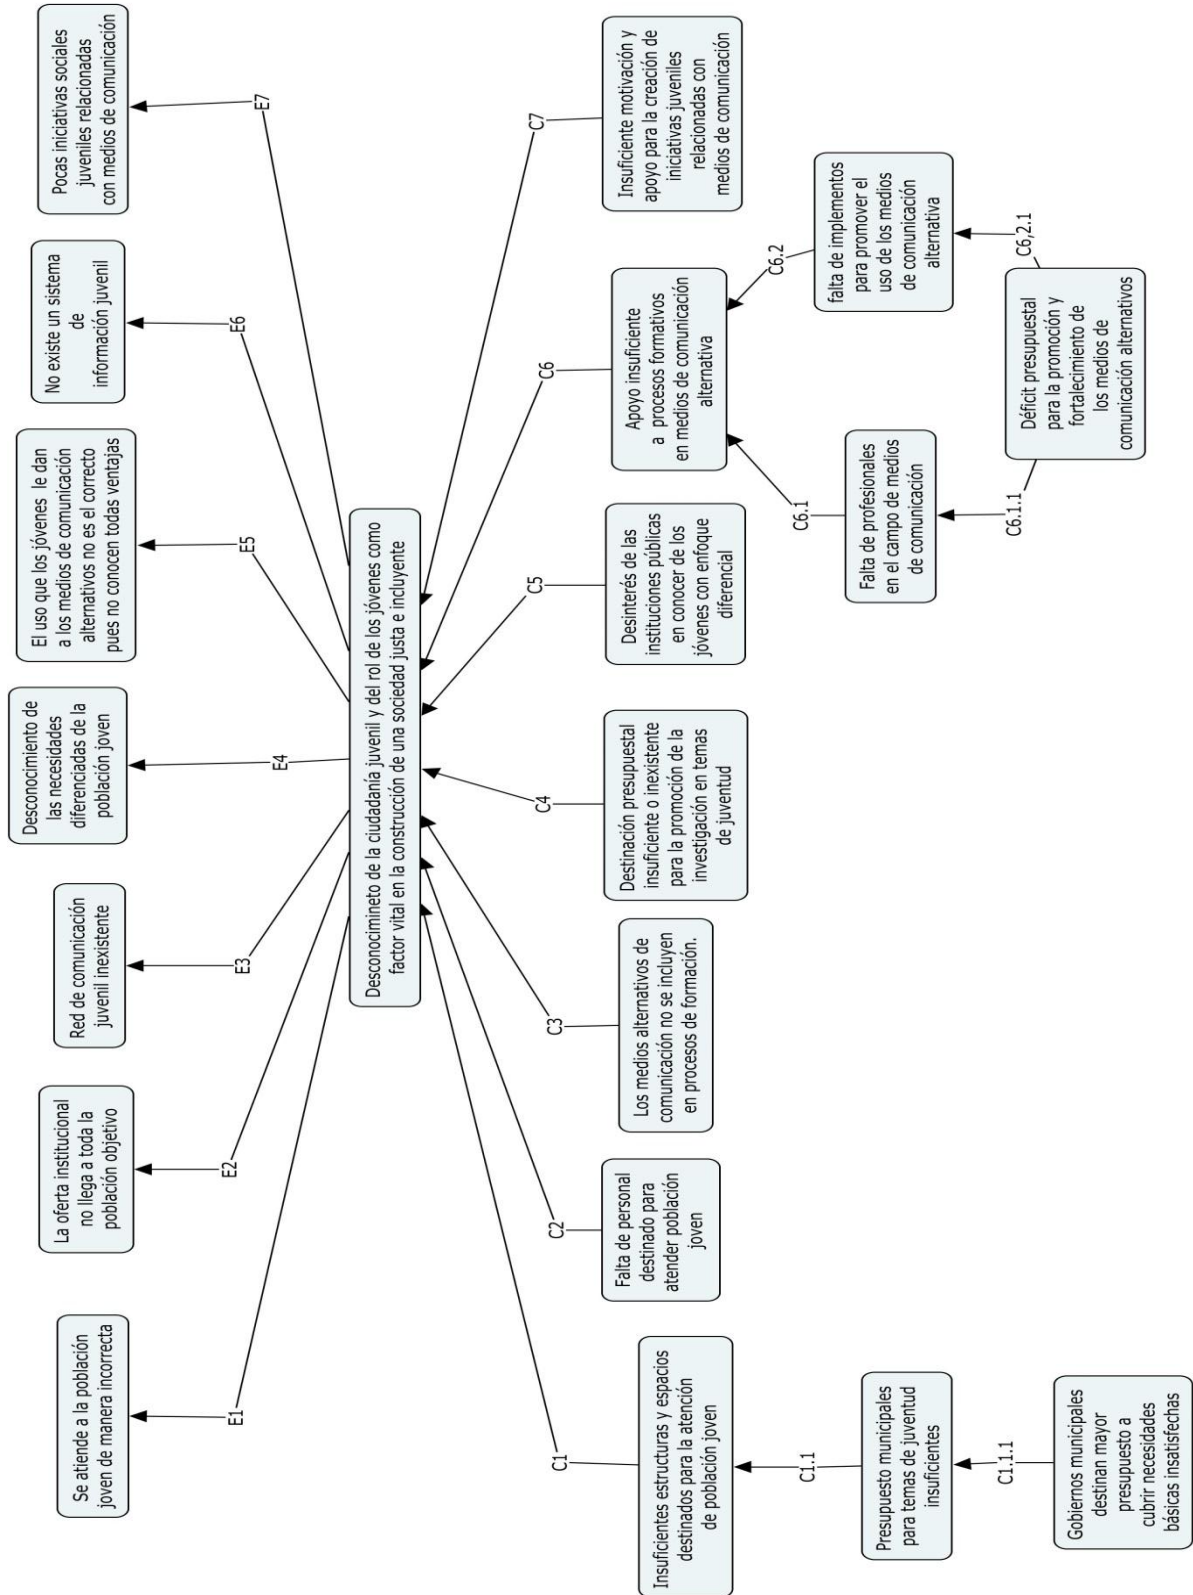 Se atiende a la población
joven de manera incorrecta
La oferta institucional
no llega a toda la
población objetivo
Red de comunicación
juvenil inexistente
Desconocimiento de
las necesidades
diferenciadas de la
población joven
El uso que los jóvenes le dan
a los medios de comunicación
alternativos no es el correcto
pues no conocen todas ventajas
No existe un sistema
de
información juvenil
Pocas iniciativas sociales
juveniles relacionadas
con medios de comunicación
E1
E2
E3
E4
E5
E6
E7
Desconocimineto de la ciudadanía juvenil y del rol de los jóvenes como
factor vital en la construcción de una sociedad justa e incluyente
C1
C2
C3
C4
C5
C6
C7
Insuficientes estructuras y espacios
destinados para la atención
de población joven
Falta de personal
destinado para
atender población
joven
Los medios alternativos de
comunicación no se incluyen
en procesos de formación.
Destinación presupuestal
insuficiente o inexistente
para la promoción de la
investigación en temas
de juventud
Desinterés de las
instituciones públicas
en conocer de los
jóvenes con enfoque
diferencial
Apoyo insuficiente
a procesos formativos
en medios de comunicación
alternativa
Insuficiente motivación y
apoyo para la creación de
iniciativas juveniles
relacionadas con
medios de comunicación
C1.1
C6.1
C6.2
Presupuesto municipales
para temas de juventud
insuficientes
Falta de profesionales
en el campo de medios
de comunicación
falta de implementos
para promover el
uso de los medios
de comunicación
alternativa
C1.1.1
C6.1.1
C6,2.1
Gobiernos municipales
destinan mayor
presupuesto a
cubrir necesidades
básicas insatisfechas
Déficit presupuestal
para la promoción y
fortalecimiento de
los medios de
comunicación alternativos